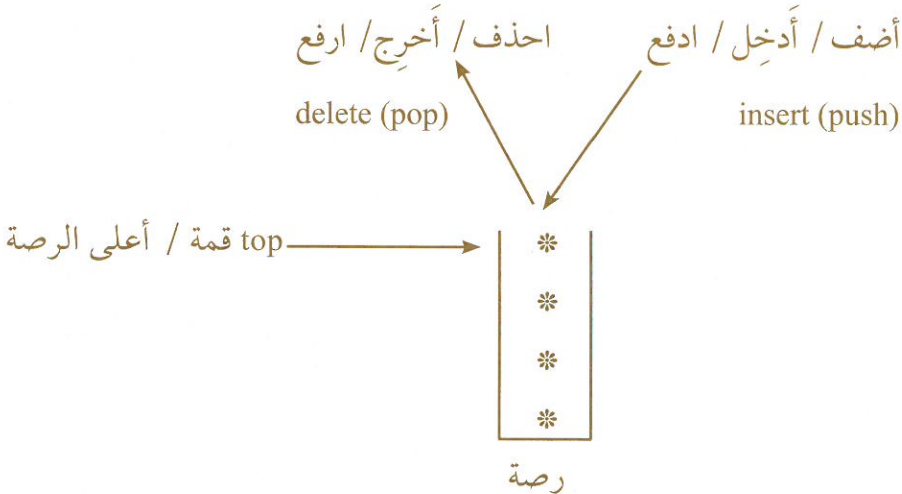 أضف / أَدخِل / ادفع
insert (push)
احذف / أَخرِج/ ارفع
delete (pop)
top قمة / أعلى الرصة
رصة